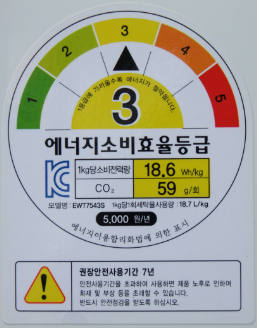 1 2 3 4 5
1등급에 가까울수록 에너지가 절약됩니다.
3
에너지소비효율등급
1kg당소비전력량 18.6 Wh/kg
CO₂ 59 g/회
모델명 EWT7543S 1kg당1회세탁물사용량 : 18.7 L/kg
5,000 원/년
에너지이용합리화법에 의한 표시
권장안전사용기간 7년
안전사용기간을 초과하여 사용하면 제품 노후로 인하여
화재 및 부상 등을 초래할 수 있습니다.
반드시 안전점검을 받도록 하십시오.